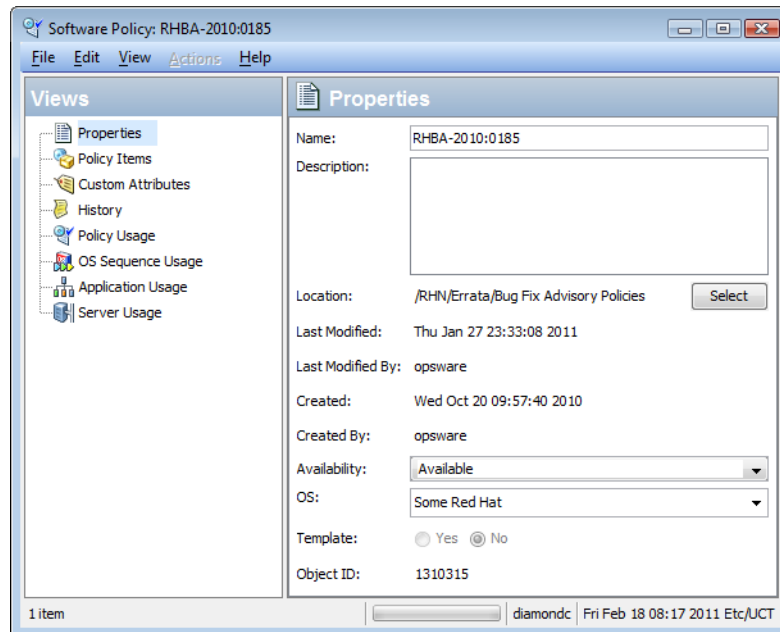 Software Policy: RHBA-2010:0185
File Edit View Actions Help
Views
Properties
Policy Items
Custom Attributes
History
Policy Usage
OS Sequence Usage
Application Usage
Server Usage
Properties
Name: RHBA-2010:0185
Description:
Location: /RHN/Errata/Bug Fix Advisory Policies Select
Last Modified: Thu Jan 27 23:33:08 2011
Last Modified By: opsware
Created: Wed Oct 20 09:57:40 2010
Created By: opsware
Availability: Available
OS: Some Red Hat
Template: Yes No
Object ID: 1310315
1 item diamondc Fri Feb 18 08:17 2011 Etc/UCT